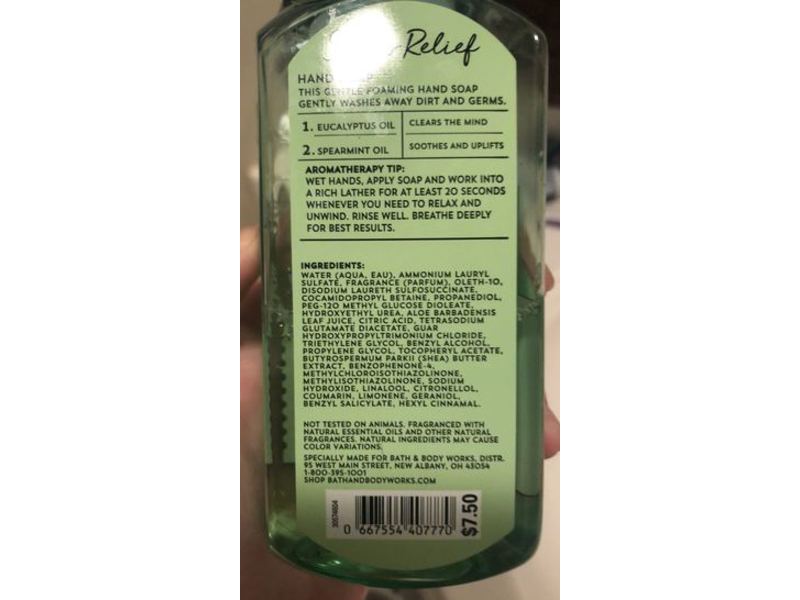 Relief
HAND
THIS GENTLE FOAMING HAND SOAP
GENTLY WASHES AWAY DIRT AND GERMS.
1. EUCALYPTUS OIL CLEARS THE MIND
2. SPEARMINT OIL SOOTHES AND UPLIFTS
AROMATHERAPY TIP:
WET HANDS, APPLY SOAP AND WORK INTO
A RICH LATHER FOR AT LEAST 20 SECONDS
WHENEVER YOU NEED TO RELAX AND
UNWIND. RINSE WELL. BREATHE DEEPLY
FOR BEST RESULTS.
INGREDIENTS:
WATER (AQUA, EAU), AMMONIUM LAURYL
SULFATE, FRAGRANCE (PARFUM), OLETH-10,
DISODIUM LAURETH SULFOSUCCINATE,
COCAMIDOPROPYL BETAINE, PROPANEDIOL,
PEG-120 METHYL GLUCOSE DIOLEATE,
HYDROXYETHYL UREA, ALOE BARBADENSIS
LEAF JUICE, CITRIC ACID, TETRASODIUM
GLUTAMATE DIACETATE, GUAR
HYDROXYPROPYLTRIMONIUM CHLORIDE,
TRIETHYLENE GLYCOL, BENZYL ALCOHOL,
PROPYLENE GLYCOL, TOCOPHERYL ACETATE,
BUTYROSPERMUM PARKII (SHEA) BUTTER
EXTRACT, BENZOPHENONE-4,
METHYLCHLOROISOTHIAZOLINONE,
METHYLISOTHIAZOLINONE, SODIUM
HYDROXIDE, LINALOOL, CITRONELLOL,
COUMARIN, LIMONENE, GERANIOL,
BENZYL SALICYLATE, HEXYL CINNAMAL.
NOT TESTED ON ANIMALS. FRAGRANCED WITH
NATURAL ESSENTIAL OILS AND OTHER NATURAL
FRAGRANCES. NATURAL INGREDIENTS MAY CAUSE
COLOR VARIATIONS.
SPECIALLY MADE FOR BATH & BODY WORKS, DISTR.
95 WEST MAIN STREET, NEW ALBANY, OH 43054
1-800-395-1001
SHOP BATHANDBODYWORKS.COM
0 667554 407770
$7.50